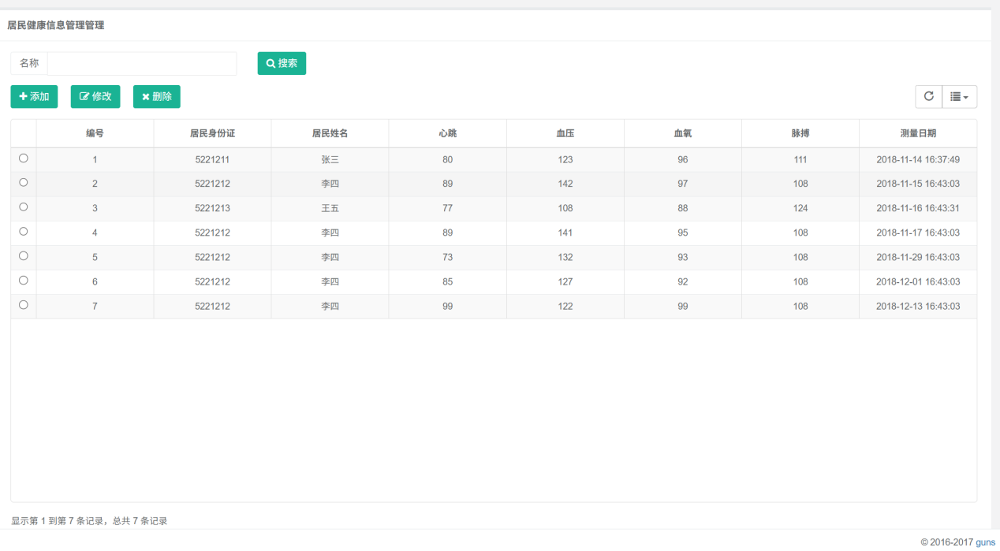 居民健康信息管理管理
名称 搜索
添加 修改 删除
编号 居民身份证 居民姓名 心跳 血压 血氧 脉搏 测量日期
1 5221211 张三 80 123 96 111 2018-11-14 16:37:49
2 5221212 李四 89 142 97 108 2018-11-15 16:43:03
3 5221213 王五 77 108 88 124 2018-11-16 16:43:31
4 5221212 李四 89 141 95 108 2018-11-17 16:43:03
5 5221212 李四 73 132 93 108 2018-11-29 16:43:03
6 5221212 李四 85 127 92 108 2018-12-01 16:43:03
7 5221212 李四 99 122 99 108 2018-12-13 16:43:03
显示第 1 到第 7 条记录，总共 7 条记录
© 2016-2017 guns